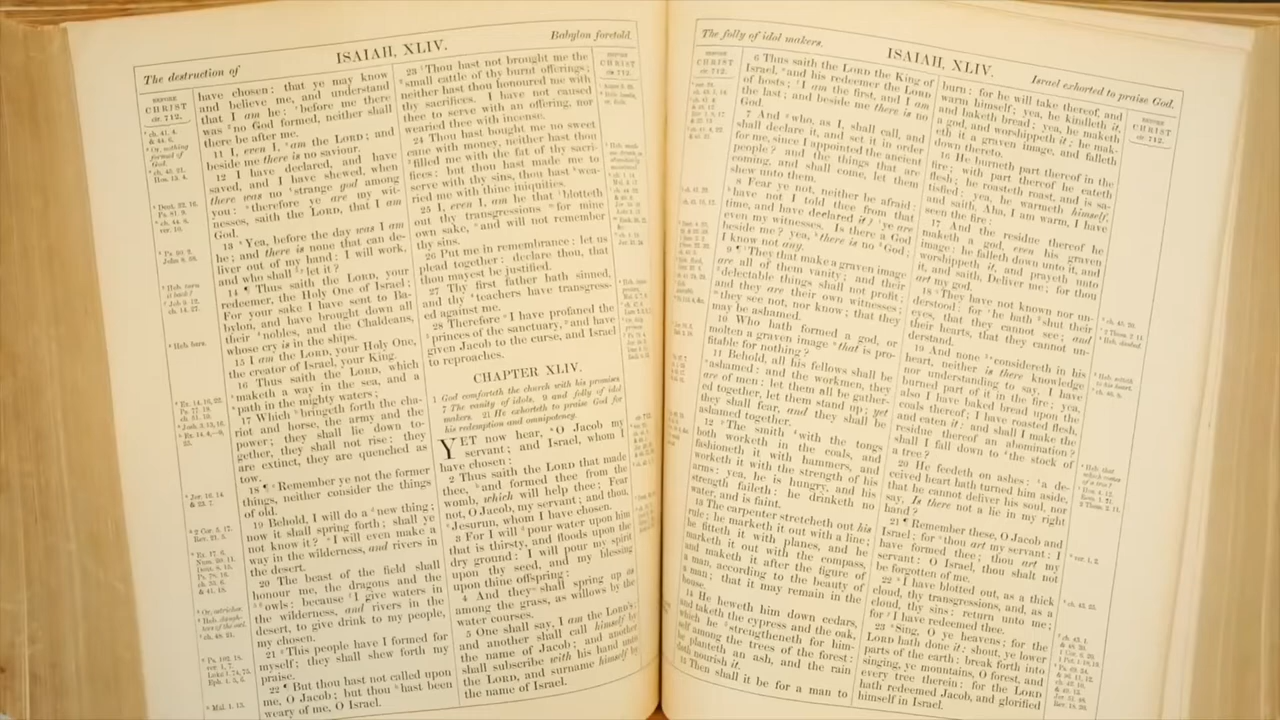 The destruction of
ISAIAH, XLIV.
Babylon foretold.
BEFORE
CHRIST
cir. 712.
have chosen: that ye may know
and believe me, and understand
that I am he: before me there
was no God formed, neither shall
there be after me.
11 I, even I, am the LORD; and
beside me there is no saviour.
12 I have declared, and have
saved, and I have shewed, when
there was no strange god among
you: therefore ye are my wit-
nesses, saith the LORD, that I am
God.
13 Yea, before the day was I am
he; and there is none that can de-
liver out of my hand: I will work,
and who shall let it?
14 ¶ Thus saith the LORD, your
redeemer, the Holy One of Israel;
For your sake I have sent to Ba-
bylon, and have brought down all
their nobles, and the Chaldeans,
whose cry is in the ships.
15 I am the LORD, your Holy One,
the creator of Israel, your King.
16 Thus saith the LORD, which
maketh a way in the sea, and a
path in the mighty waters;
17 Which bringeth forth the cha-
riot and horse, the army and the
power; they shall lie down to-
gether, they shall not rise: they
are extinct, they are quenched as
tow.
18 ¶ Remember ye not the former
things, neither consider the things
of old.
19 Behold, I will do a new thing;
now it shall spring forth; shall ye
not know it? I will even make a
way in the wilderness, and rivers in
the desert.
20 The beast of the field shall
honour me, the dragons and the
owls: because I give waters in
the wilderness, and rivers in the
desert, to give drink to my people,
my chosen.
21 This people have I formed for
myself; they shall shew forth my
praise.
22 ¶ But thou hast not called upon
me, O Jacob; but thou hast been
weary of me, O Israel.
23 Thou hast not brought me the
small cattle of thy burnt offerings;
neither hast thou honoured me with
thy sacrifices. I have not caused
thee to serve with an offering, nor
wearied thee with incense.
24 Thou hast bought me no sweet
cane with money, neither hast thou
filled me with the fat of thy sacri-
fices: but thou hast made me to
serve with thy sins, thou hast wea-
ried me with thine iniquities.
25 I, even I, am he that blotteth
out thy transgressions for mine
own sake, and will not remember
thy sins.
26 Put me in remembrance: let us
plead together: declare thou, that
thou mayest be justified.
27 Thy first father hath sinned,
and thy teachers have transgress-
ed against me.
28 Therefore I have profaned the
princes of the sanctuary, and have
given Jacob to the curse, and Israel
to reproaches.
CHAPTER XLIV.
1 God comforteth the church with his promises.
7 The vanity of idols, 9 and folly of idol
makers. 21 He exhorteth to praise God for
his redemption and omnipotency.
YET now hear, O Jacob my
servant; and Israel, whom I
have chosen:
2 Thus saith the LORD that made
thee, and formed thee from the
womb, which will help thee; Fear
not, O Jacob, my servant; and thou,
Jesurun, whom I have chosen.
3 For I will pour water upon him
that is thirsty, and floods upon the
dry ground: I will pour my spirit
upon thy seed, and my blessing
upon thine offspring:
4 And they shall spring up as
among the grass, as willows by the
water courses.
5 One shall say, I am the LORD'S;
and another shall call himself by
the name of Jacob; and another
shall subscribe with his hand unto
the LORD, and surname himself by
the name of Israel.
BEFORE
CHRIST
cir. 712.
The folly of idol makers.
ISAIAH, XLIV.
Israel exhorted to praise God.
BEFORE
CHRIST
cir. 712.
6 Thus saith the LORD the King of
Israel, and his redeemer the LORD
of hosts; I am the first, and I am
the last; and beside me there is no
God.
7 And who, as I, shall call, and
shall declare it, and set it in order
for me, since I appointed the ancient
people? and the things that are
coming, and shall come, let them
shew unto them.
8 Fear ye not, neither be afraid:
have not I told thee from that
time, and have declared it? ye are
even my witnesses. Is there a God
beside me? yea, there is no God;
I know not any.
9 ¶ They that make a graven image
are all of them vanity; and their
delectable things shall not profit;
and they are their own witnesses;
they see not, nor know; that they
may be ashamed.
10 Who hath formed a god, or
molten a graven image that is pro-
fitable for nothing?
11 Behold, all his fellows shall be
ashamed: and the workmen, they
are of men: let them all be gather-
ed together, let them stand up; yet
they shall fear, and they shall be
ashamed together.
12 The smith with the tongs
both worketh in the coals, and
fashioneth it with hammers, and
worketh it with the strength of his
arms: yea, he is hungry, and his
strength faileth: he drinketh no
water, and is faint.
13 The carpenter stretcheth out his
rule; he marketh it out with a line;
he fitteth it with planes, and he
marketh it out with the compass,
and maketh it after the figure of
a man, according to the beauty of
a man; that it may remain in the
house.
14 He heweth him down cedars,
and taketh the cypress and the oak,
which he strengtheneth for him-
self among the trees of the forest:
he planteth an ash, and the rain
doth nourish it.
15 Then shall it be for a man to
burn: for he will take thereof, and
warm himself; yea, he kindleth it,
and baketh bread; yea, he maketh
a god, and worshippeth it; he mak-
eth it a graven image, and falleth
down thereto.
16 He burneth part thereof in the
fire; with part thereof he eateth
flesh; he roasteth roast, and is sa-
tisfied: yea, he warmeth himself,
and saith, Aha, I am warm, I have
seen the fire:
17 And the residue thereof he
maketh a god, even his graven
image: he falleth down unto it, and
worshippeth it, and prayeth unto
it, and saith, Deliver me; for thou
art my god.
18 They have not known nor un-
derstood: for he hath shut their
eyes, that they cannot see; and
their hearts, that they cannot un-
derstand.
19 And none considereth in his
heart, neither is there knowledge
nor understanding to say, I have
burned part of it in the fire; yea,
also I have baked bread upon the
coals thereof; I have roasted flesh,
and eaten it: and shall I make the
residue thereof an abomination?
shall I fall down to the stock of
a tree?
20 He feedeth on ashes: a de-
ceived heart hath turned him aside,
that he cannot deliver his soul, nor
say, Is there not a lie in my right
hand?
21 ¶ Remember these, O Jacob and
Israel; for thou art my servant: I
have formed thee; thou art my
servant: O Israel, thou shalt not
be forgotten of me.
22 I have blotted out, as a thick
cloud, thy transgressions, and, as a
cloud, thy sins: return unto me;
for I have redeemed thee.
23 Sing, O ye heavens; for the
LORD hath done it: shout, ye lower
parts of the earth: break forth into
singing, ye mountains, O forest, and
every tree therein: for the LORD
hath redeemed Jacob, and glorified
himself in Israel.